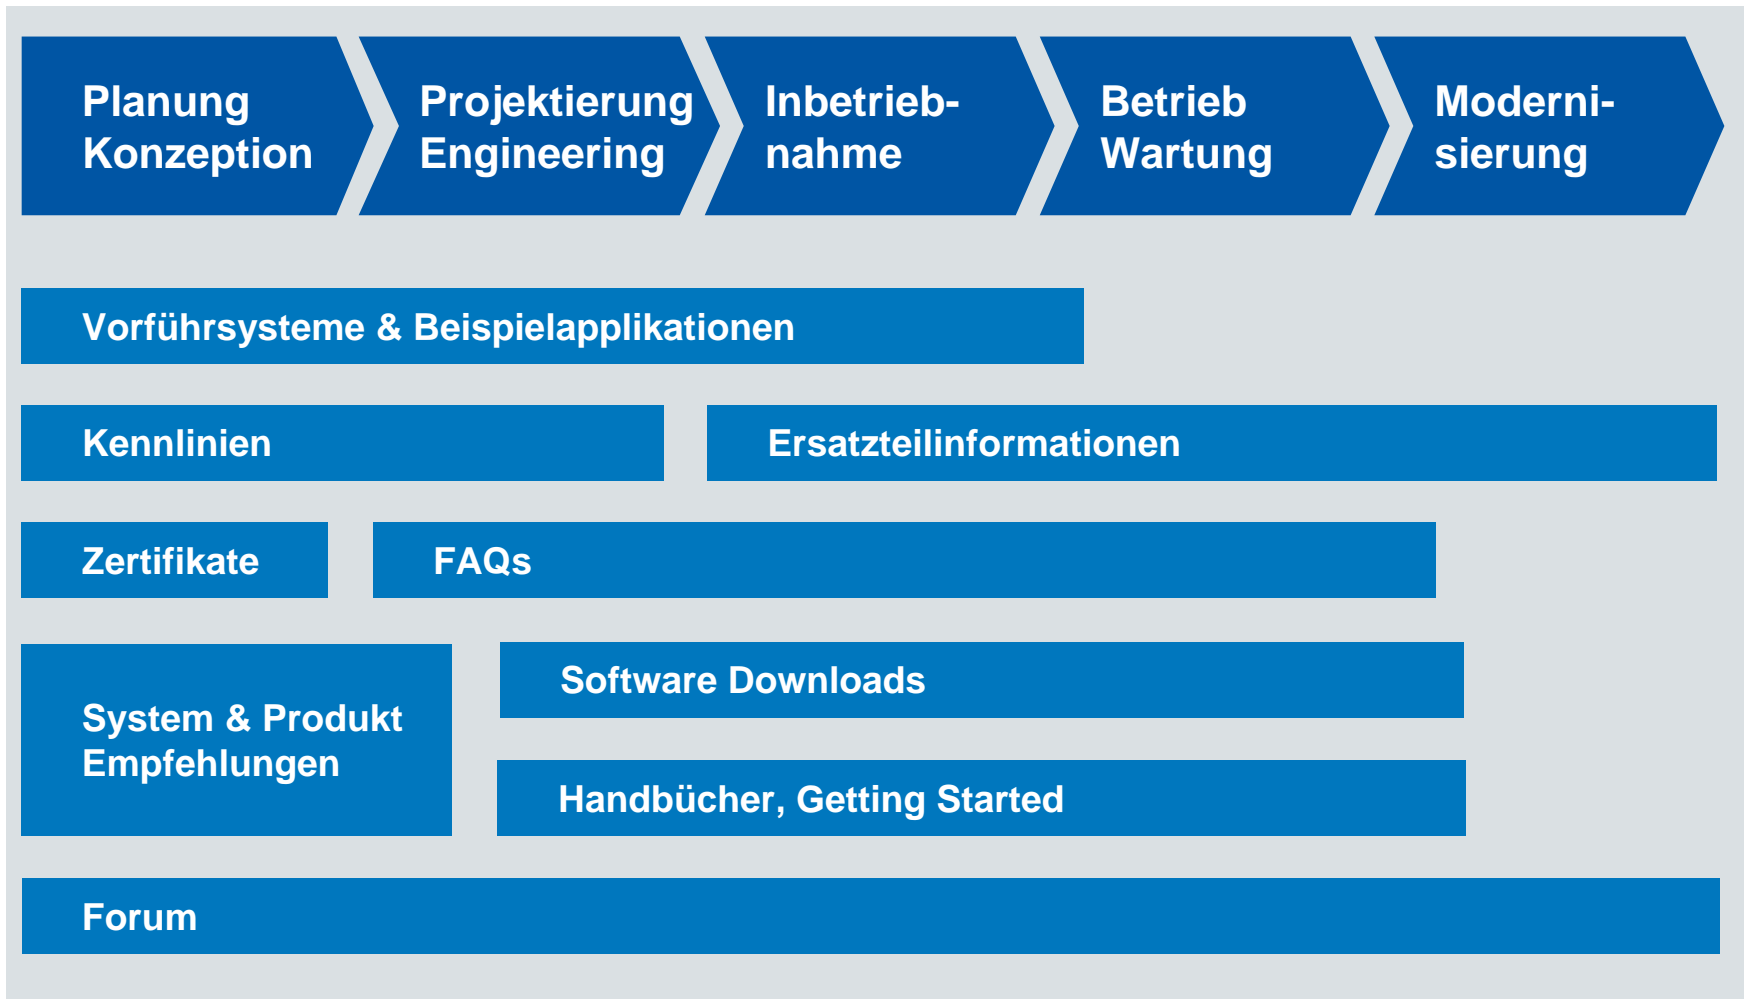 Planung
Konzeption
Projektierung
Engineering
Inbetrieb-
nahme
Betrieb
Wartung
Moderni-
sierung
Vorführsysteme & Beispielapplikationen
Kennlinien
Ersatzteilinformationen
Zertifikate
FAQs
System & Produkt
Empfehlungen
Software Downloads
Handbücher, Getting Started
Forum